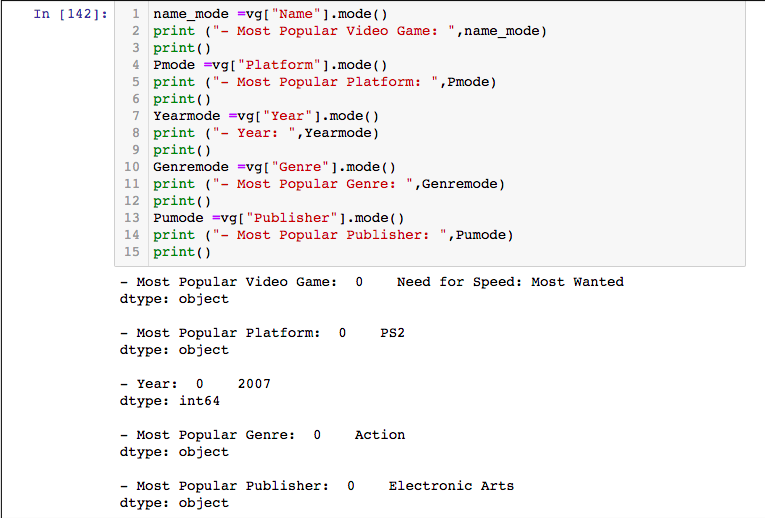 In [142]:
1 name_mode =vg["Name"].mode()
2 print ("- Most Popular Video Game: ",name_mode)
3 print()
4 Pmode =vg["Platform"].mode()
5 print ("- Most Popular Platform: ",Pmode)
6 print()
7 Yearmode =vg["Year"].mode()
8 print ("- Year: ",Yearmode)
9 print()
10 Genremode =vg["Genre"].mode()
11 print ("- Most Popular Genre: ",Genremode)
12 print()
13 Pumode =vg["Publisher"].mode()
14 print ("- Most Popular Publisher: ",Pumode)
15 print()
- Most Popular Video Game:  0    Need for Speed: Most Wanted
dtype: object
- Most Popular Platform:  0    PS2
dtype: object
- Year:  0    2007
dtype: int64
- Most Popular Genre:  0    Action
dtype: object
- Most Popular Publisher:  0    Electronic Arts
dtype: object